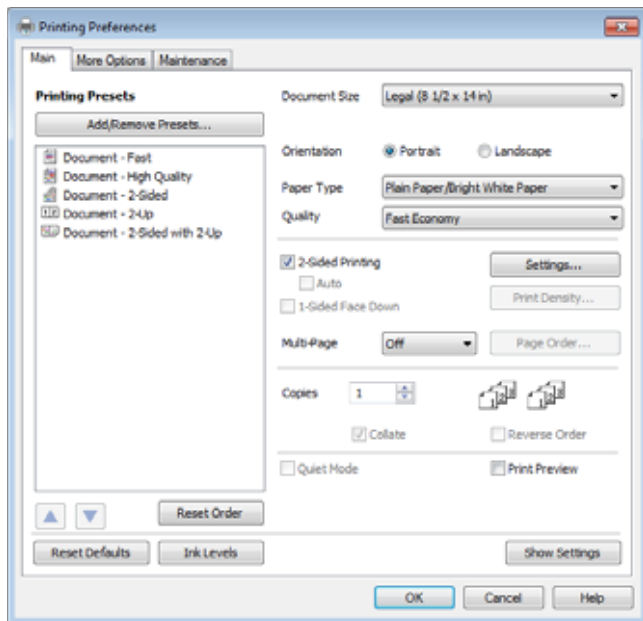 Printing Preferences
Main
More Options
Maintenance
Printing Presets
Add/Remove Presets...
Document - Fast
Document - High Quality
Document - 2-Sided
Document - 2-Up
Document - 2-Sided with 2-Up
Reset Order
Document Size
Legal (8 1/2 x 14 in)
Orientation
Portrait
Landscape
Paper Type
Plain Paper/Bright White Paper
Quality
Fast Economy
2-Sided Printing
Settings...
Auto
Print Density...
1-Sided Face Down
Multi-Page
Off
Page Order...
Copies
1
Collate
Reverse Order
Quiet Mode
Print Preview
Reset Defaults
Ink Levels
Show Settings
OK
Cancel
Help